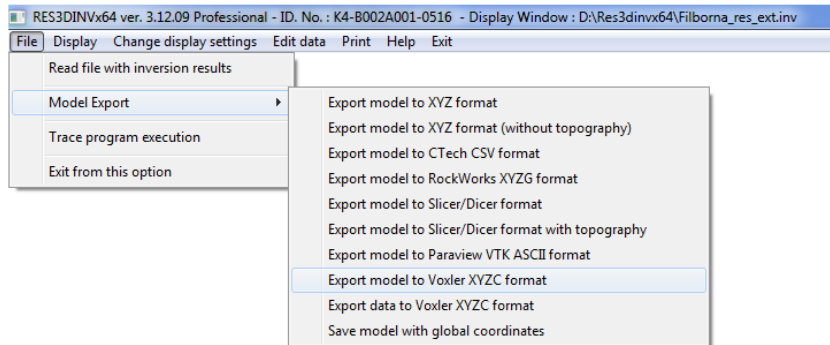 RES3DINVx64 ver. 3.12.09 Professional - ID. No. : K4-B002A001-0516 - Display Window : D:\Res3dinvx64\Filborna_res_ext.inv
File Display Change display settings Edit data Print Help Exit
Read file with inversion results
Model Export
Trace program execution
Exit from this option
Export model to XYZ format
Export model to XYZ format (without topography)
Export model to CTech CSV format
Export model to RockWorks XYZG format
Export model to Slicer/Dicer format
Export model to Slicer/Dicer format with topography
Export model to Paraview VTK ASCII format
Export model to Voxler XYZC format
Export data to Voxler XYZC format
Save model with global coordinates